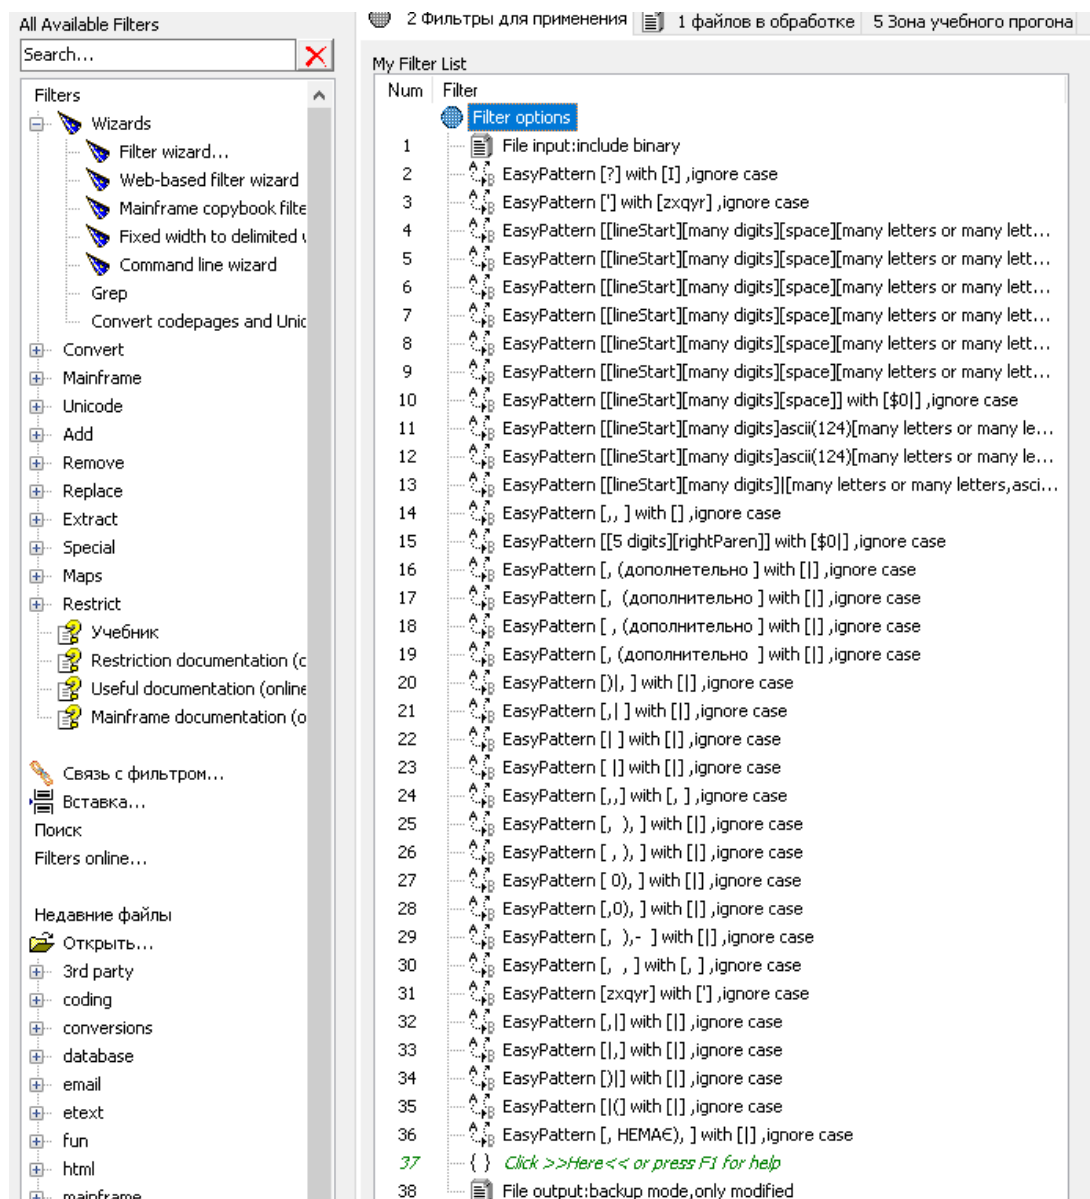 All Available Filters
Search...
Filters
Wizards
Filter wizard...
Web-based filter wizard
Mainframe copybook filte
Fixed width to delimited
Command line wizard
Grep
Convert codepages and Unic
Convert
Mainframe
Unicode
Add
Remove
Replace
Extract
Special
Maps
Restrict
Учебник
Restriction documentation (c
Useful documentation (online
Mainframe documentation (o
Связь с фильтром...
Вставка...
Поиск
Filters online...
Недавние файлы
Открыть...
3rd party
coding
conversions
database
email
etext
fun
html
mainframe
2 Фильтры для применения
1 файлов в обработке
5 Зона учебного прогона
My Filter List
Num Filter
Filter options
1 File input:include binary
2 EasyPattern [?] with [I] ,ignore case
3 EasyPattern ['] with [zxqyr] ,ignore case
4 EasyPattern [[lineStart][many digits][space][many letters or many lett...
5 EasyPattern [[lineStart][many digits][space][many letters or many lett...
6 EasyPattern [[lineStart][many digits][space][many letters or many lett...
7 EasyPattern [[lineStart][many digits][space][many letters or many lett...
8 EasyPattern [[lineStart][many digits][space][many letters or many lett...
9 EasyPattern [[lineStart][many digits][space][many letters or many lett...
10 EasyPattern [[lineStart][many digits][space]] with [$0|] ,ignore case
11 EasyPattern [[lineStart][many digits]ascii(124)[many letters or many le...
12 EasyPattern [[lineStart][many digits]ascii(124)[many letters or many le...
13 EasyPattern [[lineStart][many digits]|[many letters or many letters,asci...
14 EasyPattern [,, ] with [] ,ignore case
15 EasyPattern [[5 digits][rightParen]] with [$0|] ,ignore case
16 EasyPattern [, (дополнетельно ] with [|] ,ignore case
17 EasyPattern [,  (дополнительно ] with [|] ,ignore case
18 EasyPattern [ , (дополнительно ] with [|] ,ignore case
19 EasyPattern [, (дополнительно  ] with [|] ,ignore case
20 EasyPattern [)|, ] with [|] ,ignore case
21 EasyPattern [,| ] with [|] ,ignore case
22 EasyPattern [| ] with [|] ,ignore case
23 EasyPattern [ |] with [|] ,ignore case
24 EasyPattern [,,] with [, ] ,ignore case
25 EasyPattern [,  ), ] with [|] ,ignore case
26 EasyPattern [ , ), ] with [|] ,ignore case
27 EasyPattern [ 0), ] with [|] ,ignore case
28 EasyPattern [,0), ] with [|] ,ignore case
29 EasyPattern [,  ),- ] with [|] ,ignore case
30 EasyPattern [,  , ] with [, ] ,ignore case
31 EasyPattern [zxqyr] with ['] ,ignore case
32 EasyPattern [,|] with [|] ,ignore case
33 EasyPattern [|,] with [|] ,ignore case
34 EasyPattern [)|] with [|] ,ignore case
35 EasyPattern [|(] with [|] ,ignore case
36 EasyPattern [, НЕМАЄ), ] with [|] ,ignore case
37 { } Click >>Here<< or press F1 for help
38 File output:backup mode,only modified